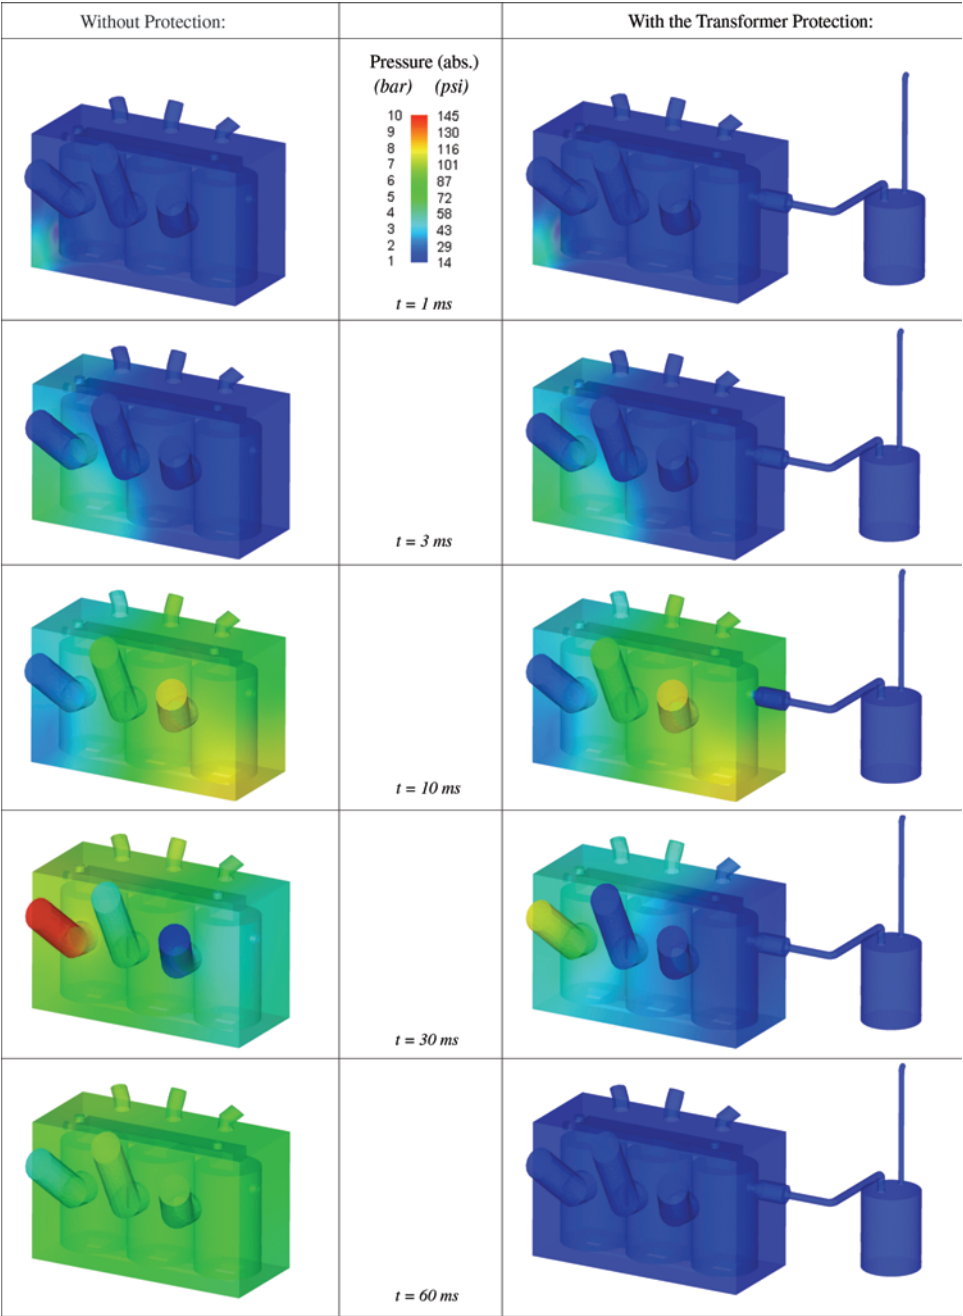 Without Protection:
With the Transformer Protection:
Pressure (abs.)
(bar) (psi)
10 145
9 130
8 116
7 101
6 87
5 72
4 58
3 43
2 29
1 14
t = 1 ms
t = 3 ms
t = 10 ms
t = 30 ms
t = 60 ms